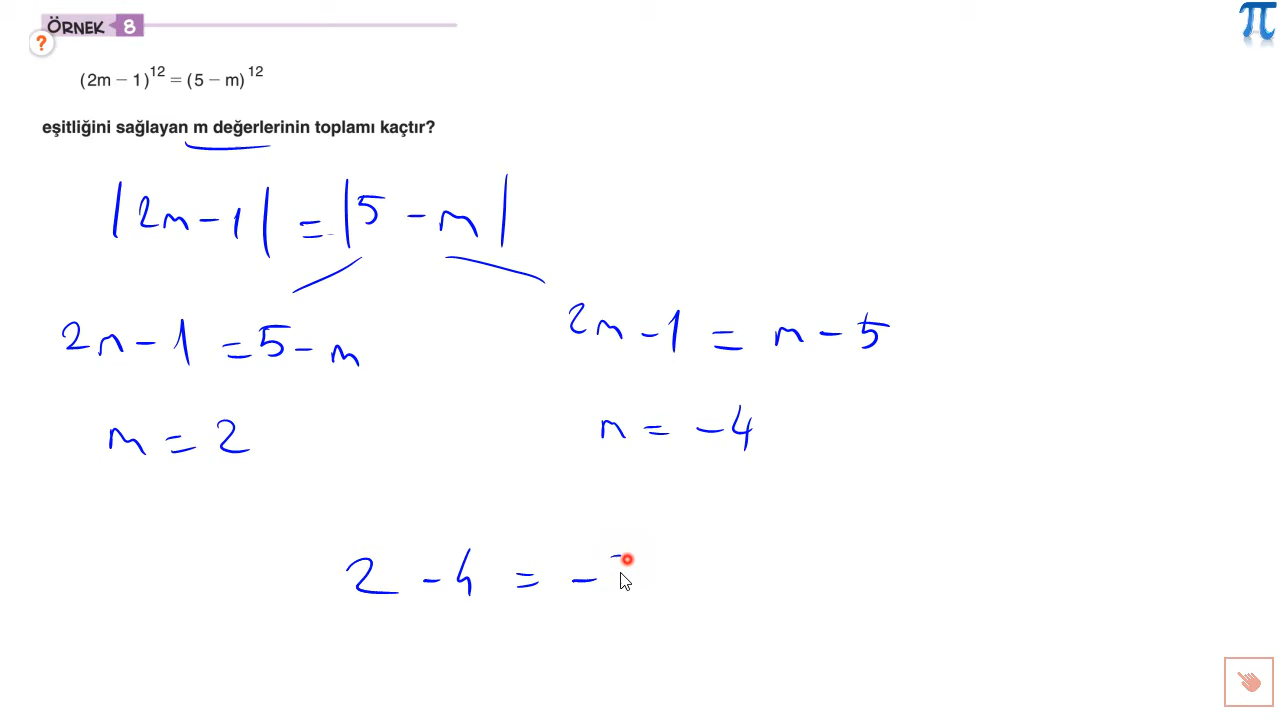 ÖRNEK 8
?
π
(2m − 1)^12 = (5 − m)^12
eşitliğini sağlayan m değerlerinin toplamı kaçtır?
|2m − 1| = |5 − m|
2m − 1 = 5 − m
2m − 1 = m − 5
m = 2
m = −4
2 − 4 = −